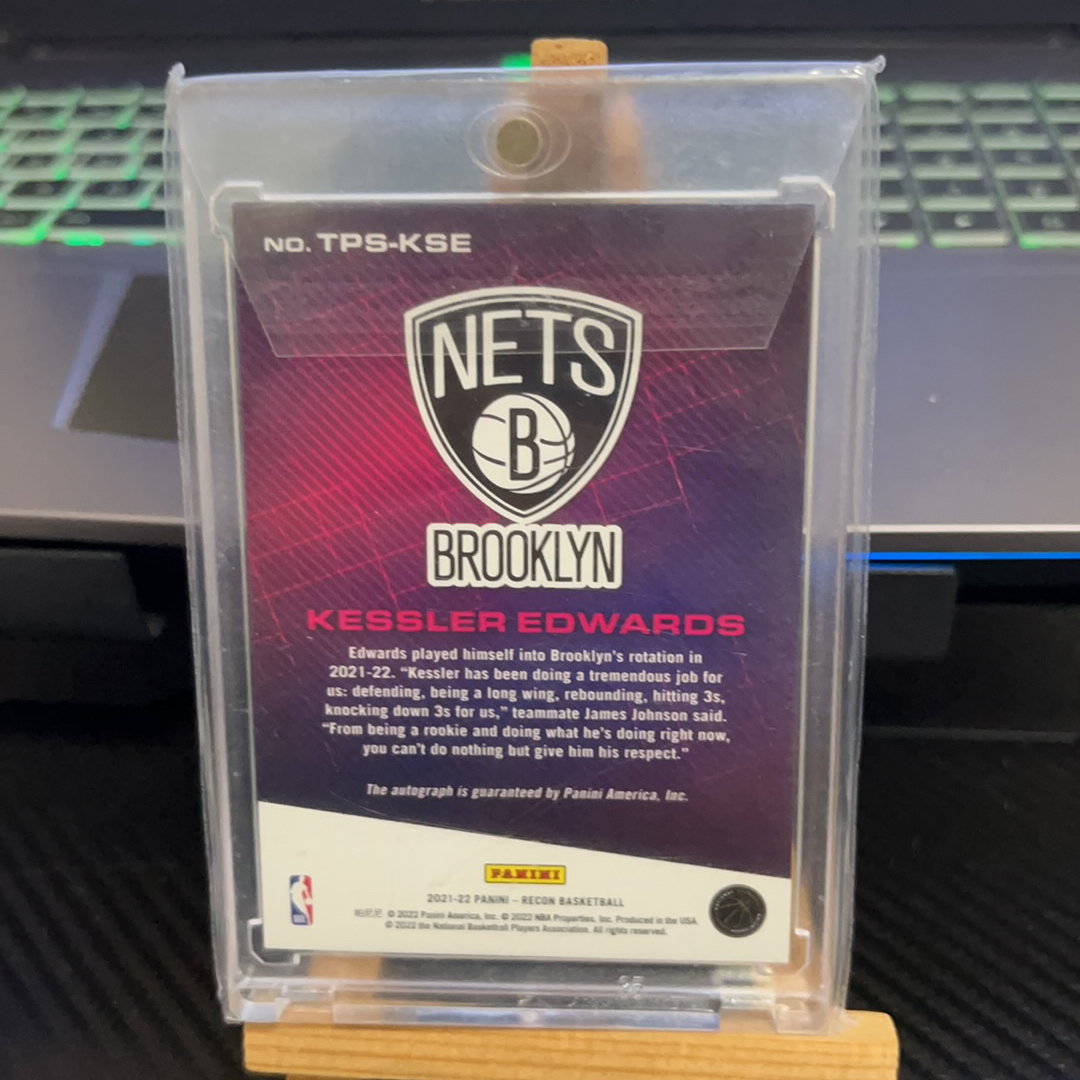 NO. TPS-KSE
NETS
B
BROOKLYN
KESSLER EDWARDS
Edwards played himself into Brooklyn's rotation in
2021-22. “Kessler has been doing a tremendous job for
us: defending, being a long wing, rebounding, hitting 3s,
knocking down 3s for us,” teammate James Johnson said.
“From being a rookie and doing what he's doing right now,
you can't do nothing but give him his respect.”
The autograph is guaranteed by Panini America, Inc.
PANINI
2021-22 PANINI – RECON BASKETBALL
© 2022 Panini America, Inc. © 2022 NBA Properties, Inc. Produced in the USA.
© 2022 the National Basketball Players Association. All rights reserved.
35